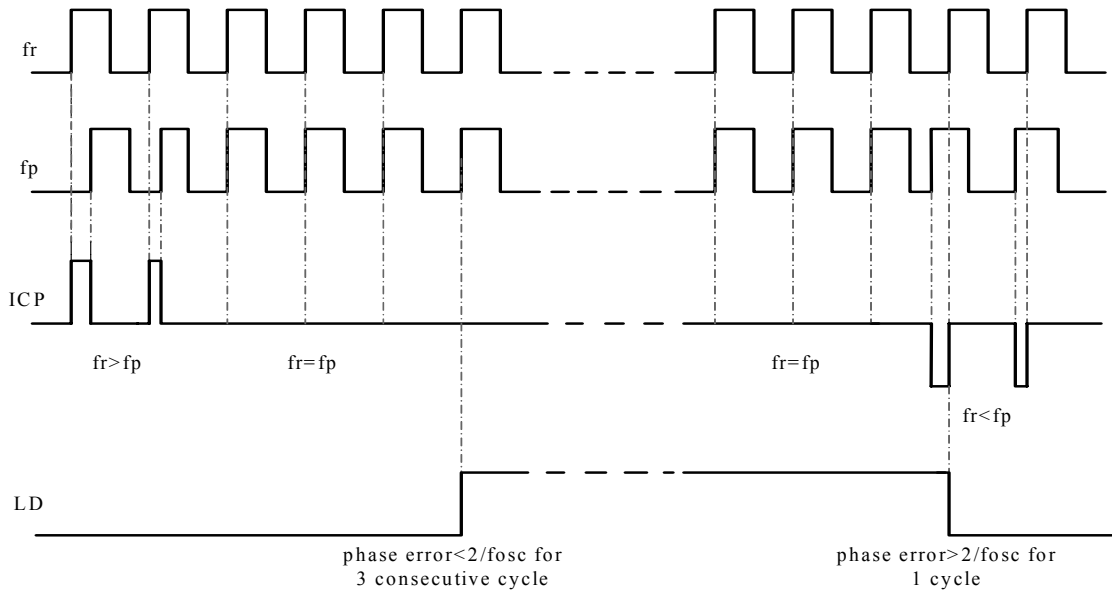 fr
fp
ICP
fr>fp
fr=fp
fr=fp
fr<fp
LD
phase error<2/fosc for
3 consecutive cycle
phase error>2/fosc for
1 cycle